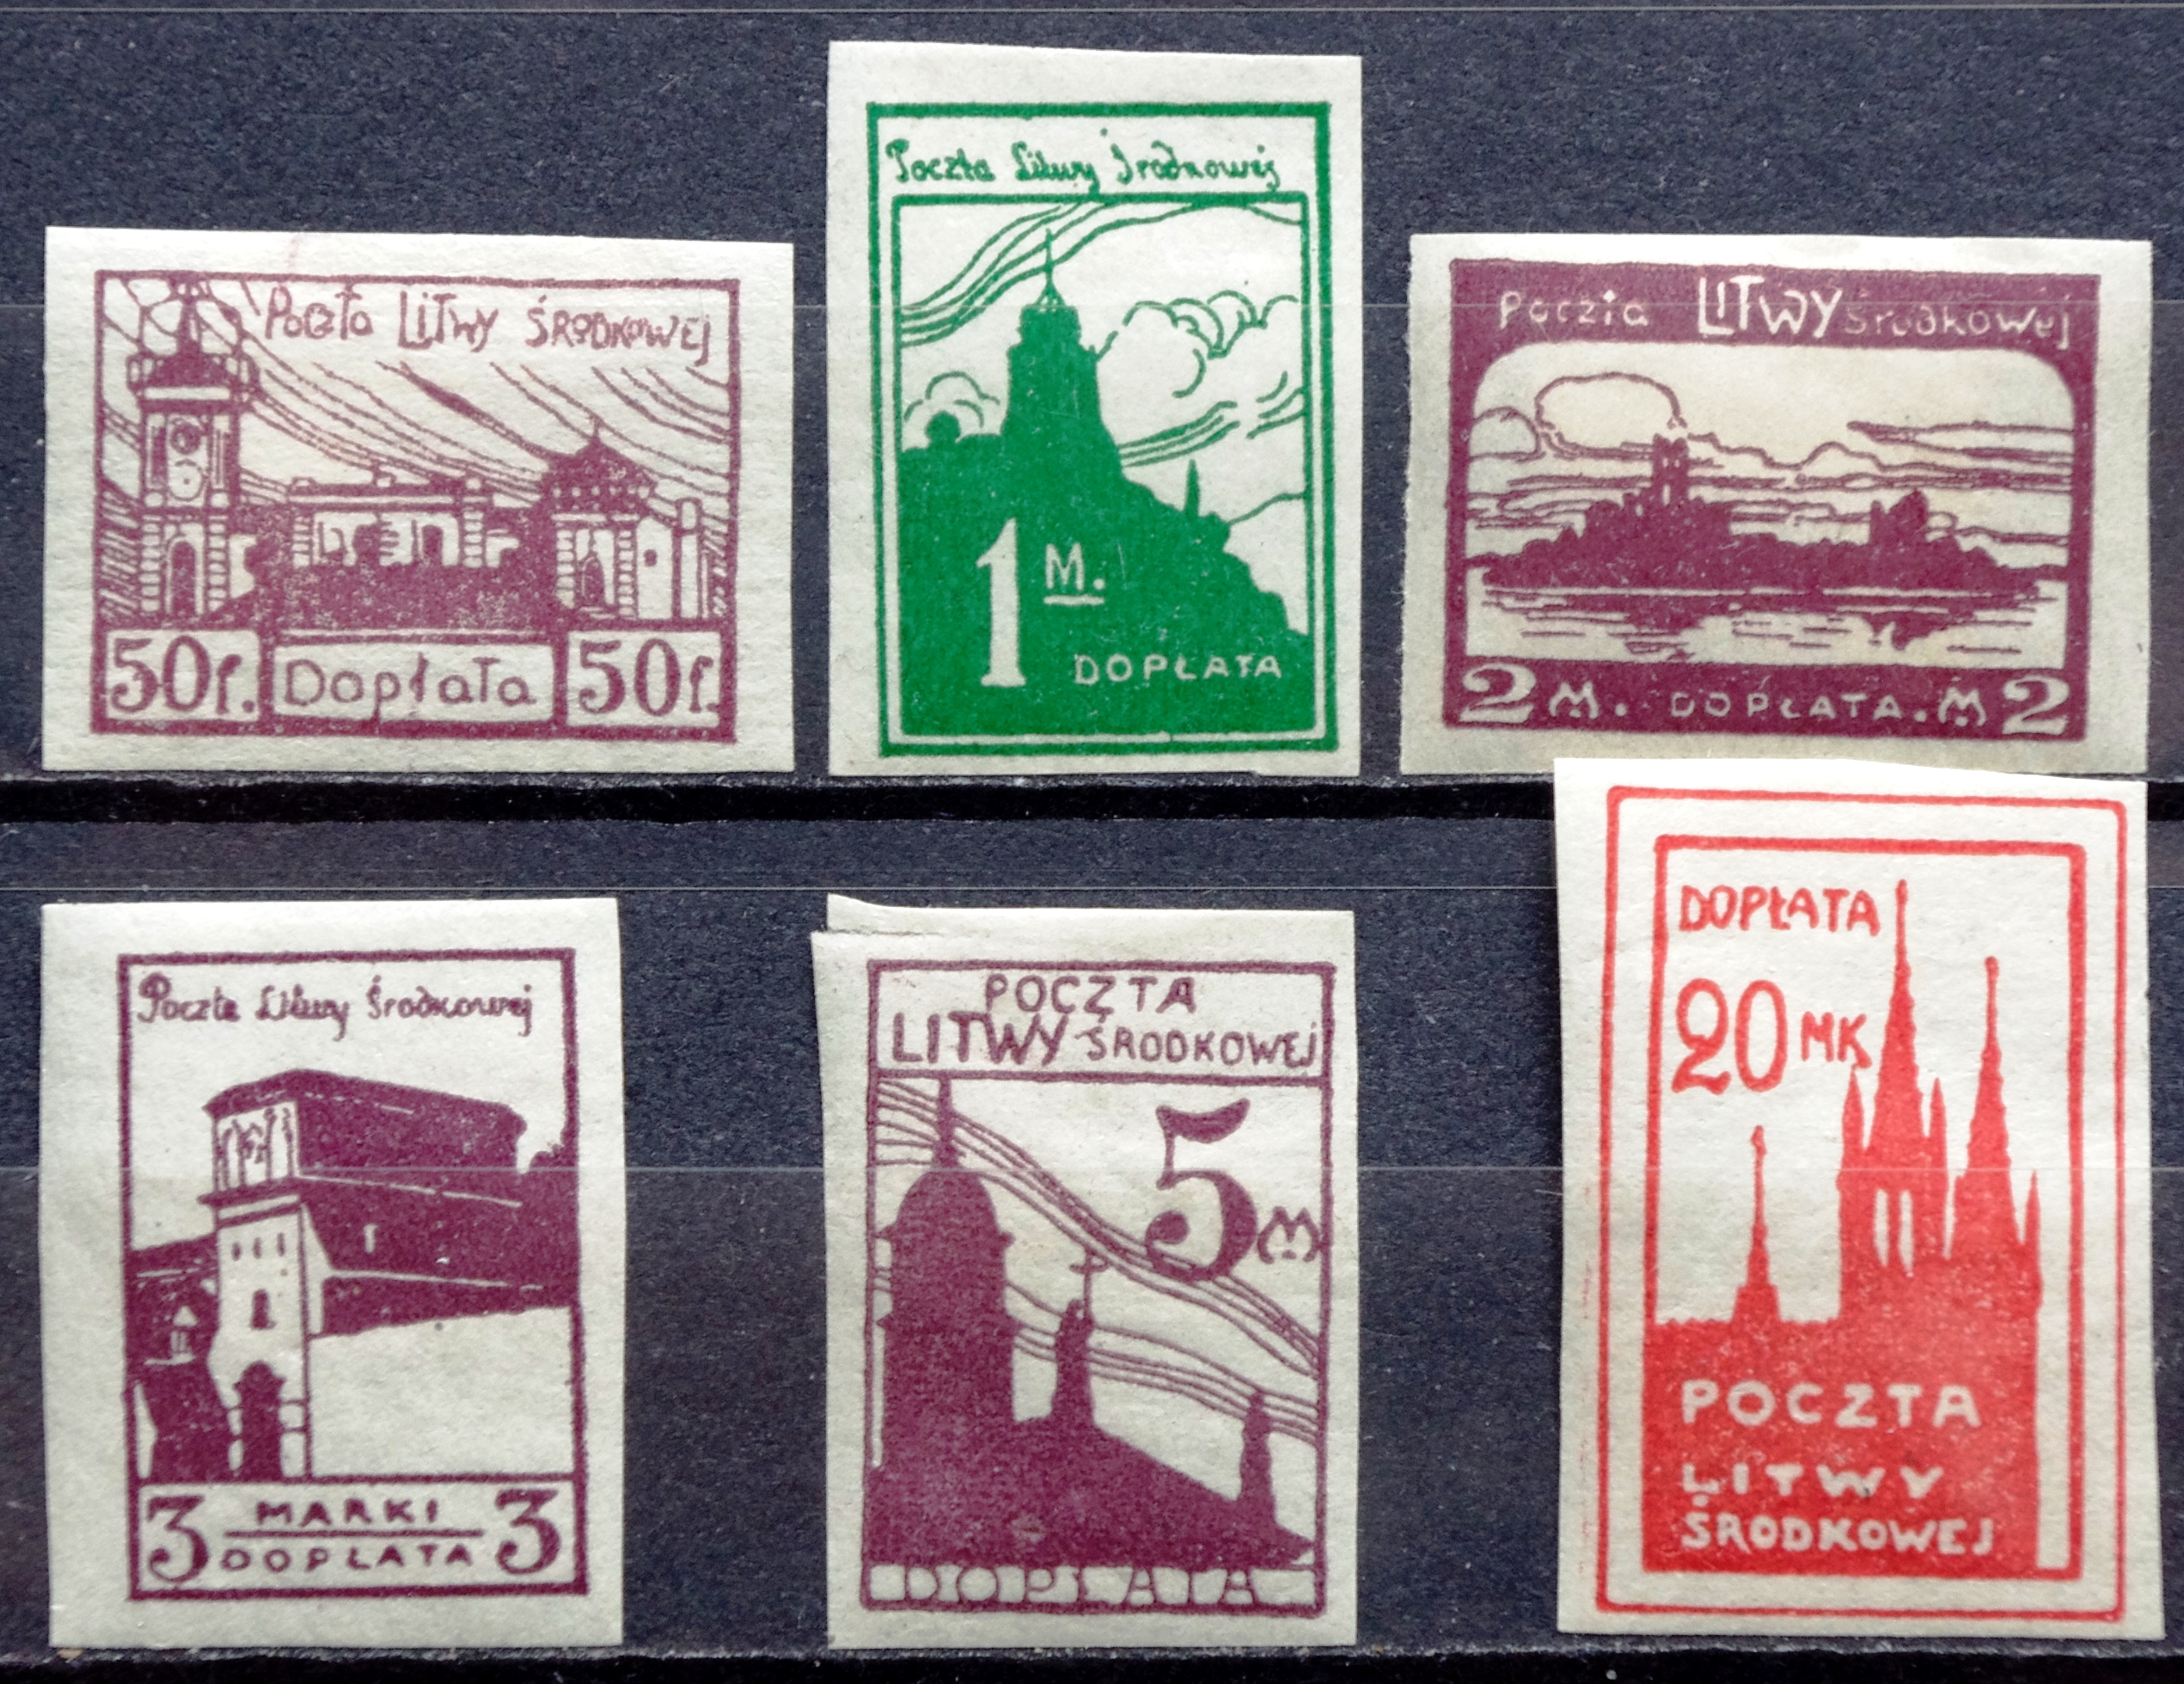 Poczta LITWY ŚRODKOWEJ
50f. Dopłata 50f.
Poczta Litwy Środkowej
1 M.
DOPŁATA
Poczta LITWY Środkowej
2 M. DOPŁATA. M 2
Poczta Litwy Środkowej
3 MARKI 3
DOPŁATA
POCZTA
LITWY ŚRODKOWEJ
5 M
DOPŁATA
DOPŁATA
20 MK
POCZTA
LITWY
ŚRODKOWEJ